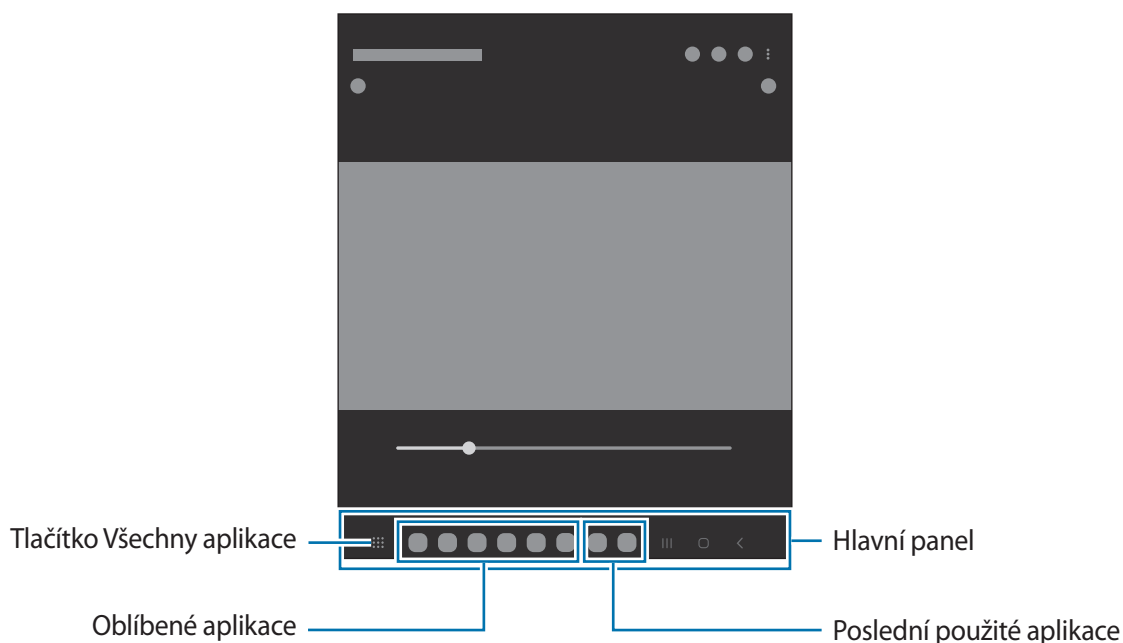 Tlačítko Všechny aplikace
Hlavní panel
Oblíbené aplikace
Poslední použité aplikace